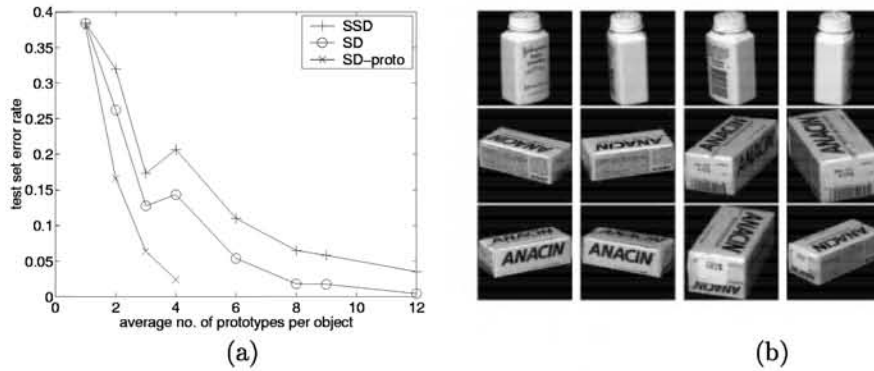 0.4
0.35
0.3
0.25
0.2
0.15
0.1
0.05
0
test set error rate
SSD
SD
SD-proto
0 2 4 6 8 10 12
average no. of prototypes per object
(a)
ANACIN
ANACIN
ANACIN
ANACIN
ANACIN
ANACIN
ANACIN
ANACIN
(b)